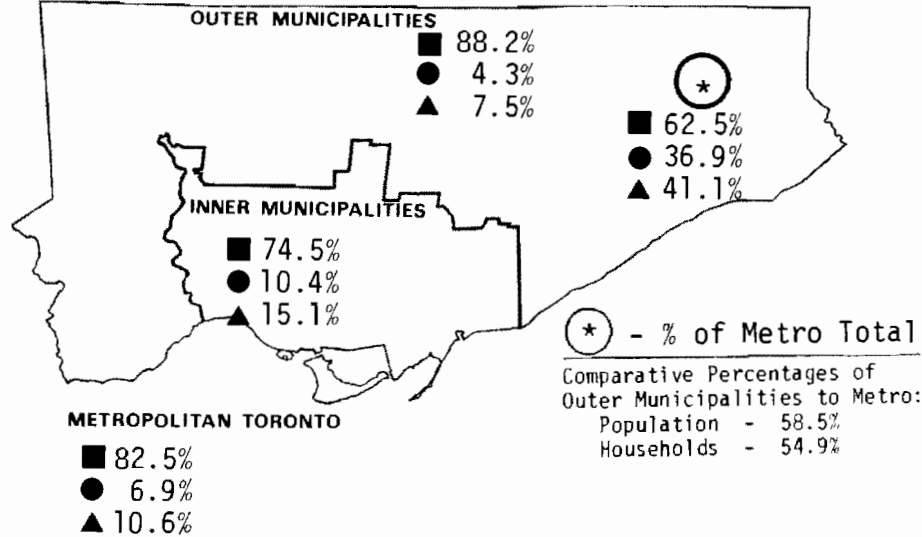 OUTER MUNICIPALITIES
■ 88.2%
● 4.3%
▲ 7.5%
*
■ 62.5%
● 36.9%
▲ 41.1%
INNER MUNICIPALITIES
■ 74.5%
● 10.4%
▲ 15.1%
* - % of Metro Total
Comparative Percentages of
Outer Municipalities to Metro:
Population - 58.5%
Households - 54.9%
METROPOLITAN TORONTO
■ 82.5%
● 6.9%
▲ 10.6%